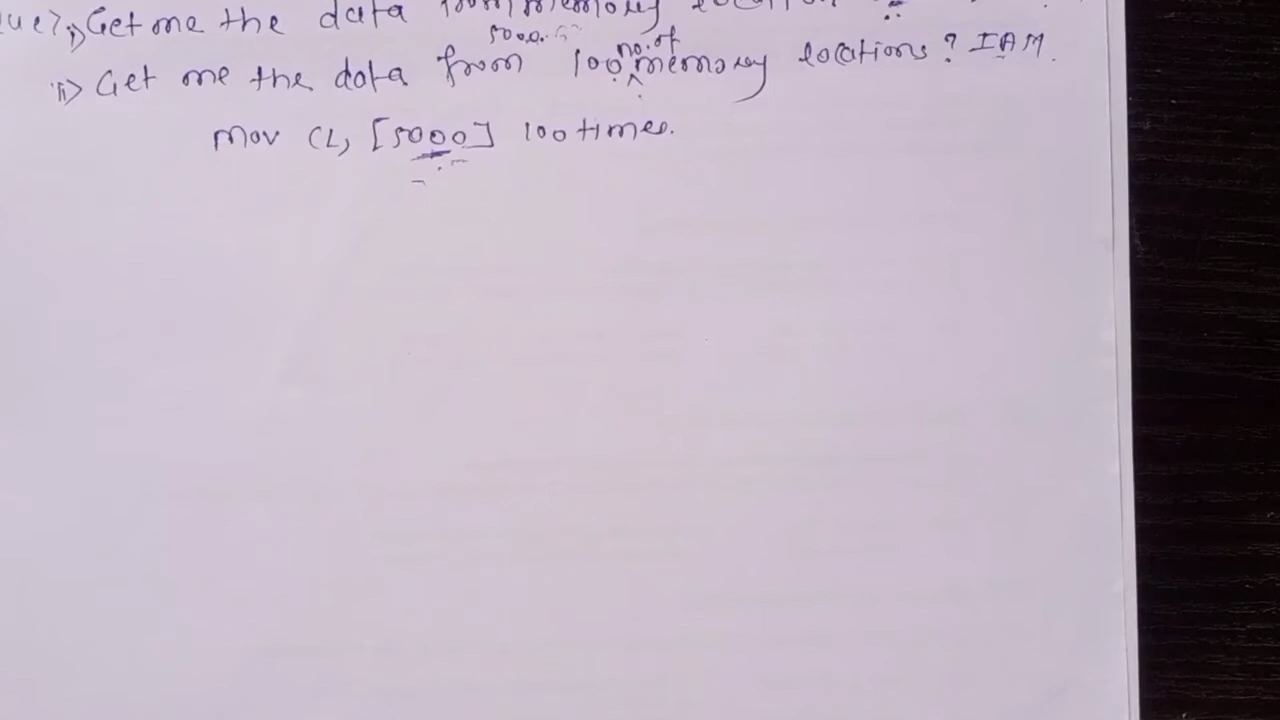 i) Get me the data memory
5000.
ii) Get me the data from 100 no. of memory locations? IAM.
Mov CL, [5000] 100 times.